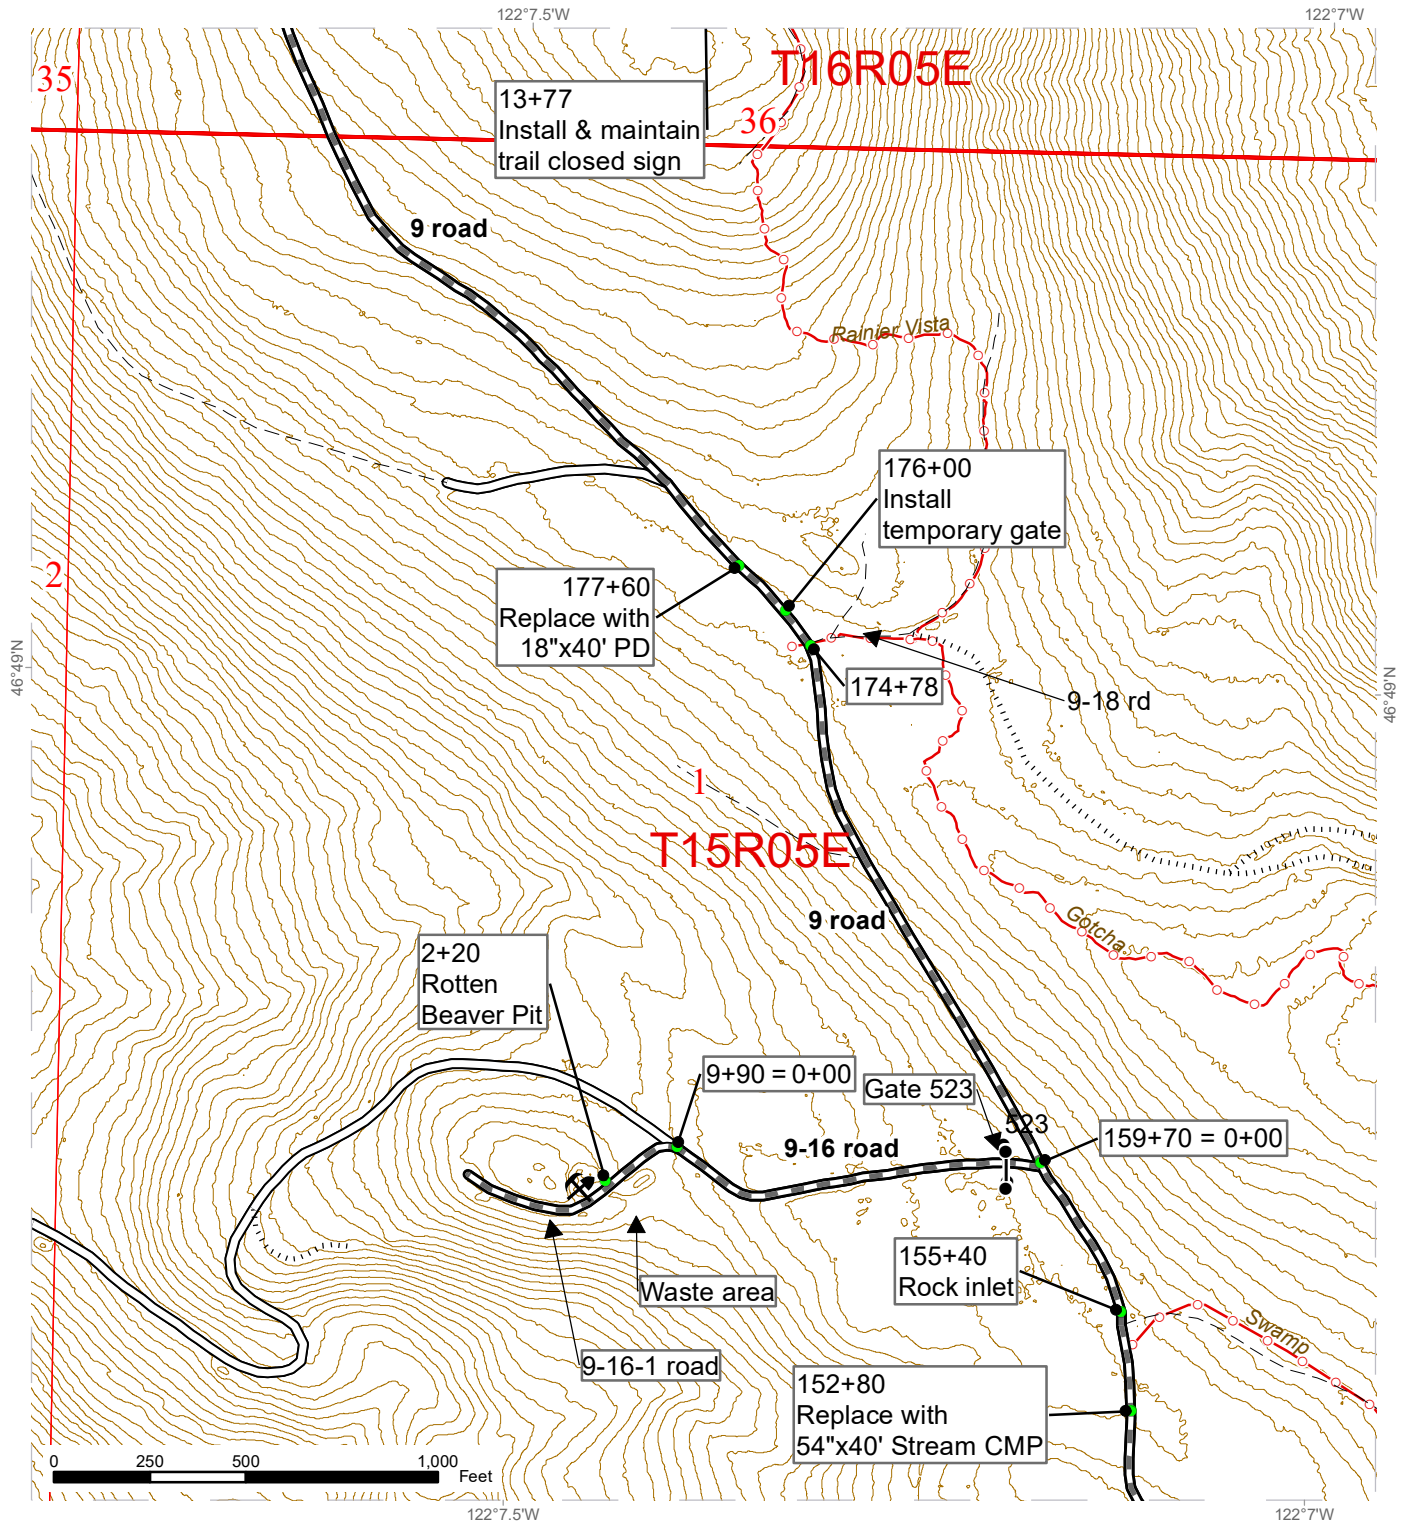 122°7.5'W
122°7'W
T16R05E
35
36
13+77
Install & maintain
trail closed sign
9 road
Rainier Vista
176+00
Install
temporary gate
2
177+60
Replace with
18"x40' PD
46°49'N
46°49'N
174+78
9-18 rd
1
T15R05E
9 road
Gotcha
2+20
Rotten
Beaver Pit
9+90 = 0+00
Gate 523
523
159+70 = 0+00
9-16 road
155+40
Rock inlet
Waste area
Swamp
9-16-1 road
152+80
Replace with
54"x40' Stream CMP
0 250 500 1,000
Feet
122°7.5'W
122°7'W